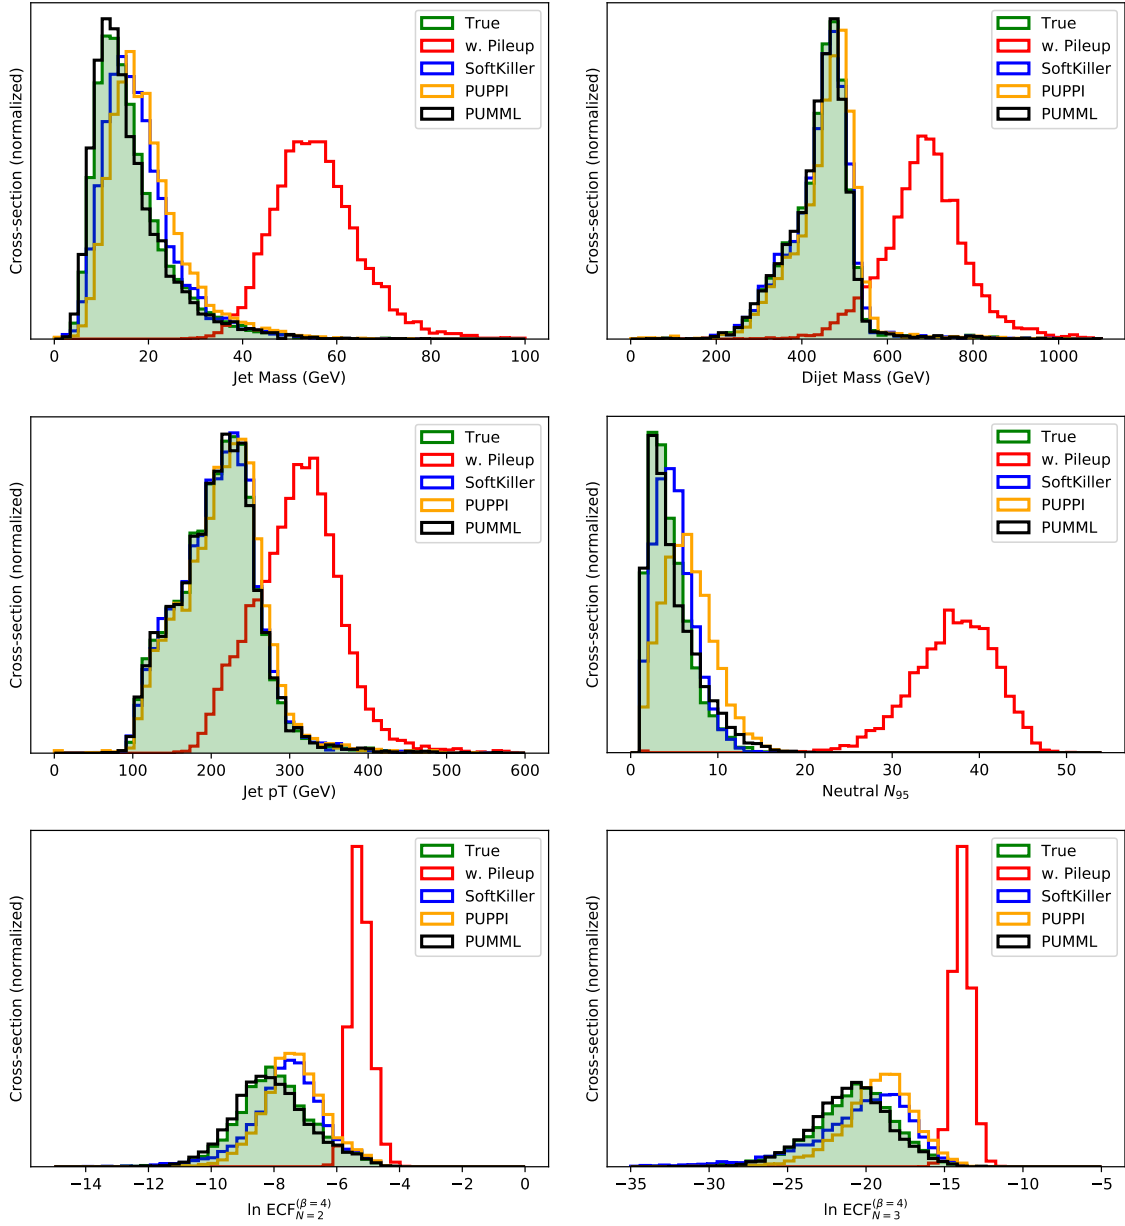 Cross-section (normalized)
True
w. Pileup
SoftKiller
PUPPI
PUMML
0 20 40 60 80 100
Jet Mass (GeV)
Cross-section (normalized)
True
w. Pileup
SoftKiller
PUPPI
PUMML
0 200 400 600 800 1000
Dijet Mass (GeV)
Cross-section (normalized)
True
w. Pileup
SoftKiller
PUPPI
PUMML
0 100 200 300 400 500 600
Jet pT (GeV)
Cross-section (normalized)
True
w. Pileup
SoftKiller
PUPPI
PUMML
0 10 20 30 40 50
Neutral N₉₅
Cross-section (normalized)
True
w. Pileup
SoftKiller
PUPPI
PUMML
−14 −12 −10 −8 −6 −4 −2 0
ln ECF_{N=2}^{(β=4)}
Cross-section (normalized)
True
w. Pileup
SoftKiller
PUPPI
PUMML
−35 −30 −25 −20 −15 −10 −5
ln ECF_{N=3}^{(β=4)}